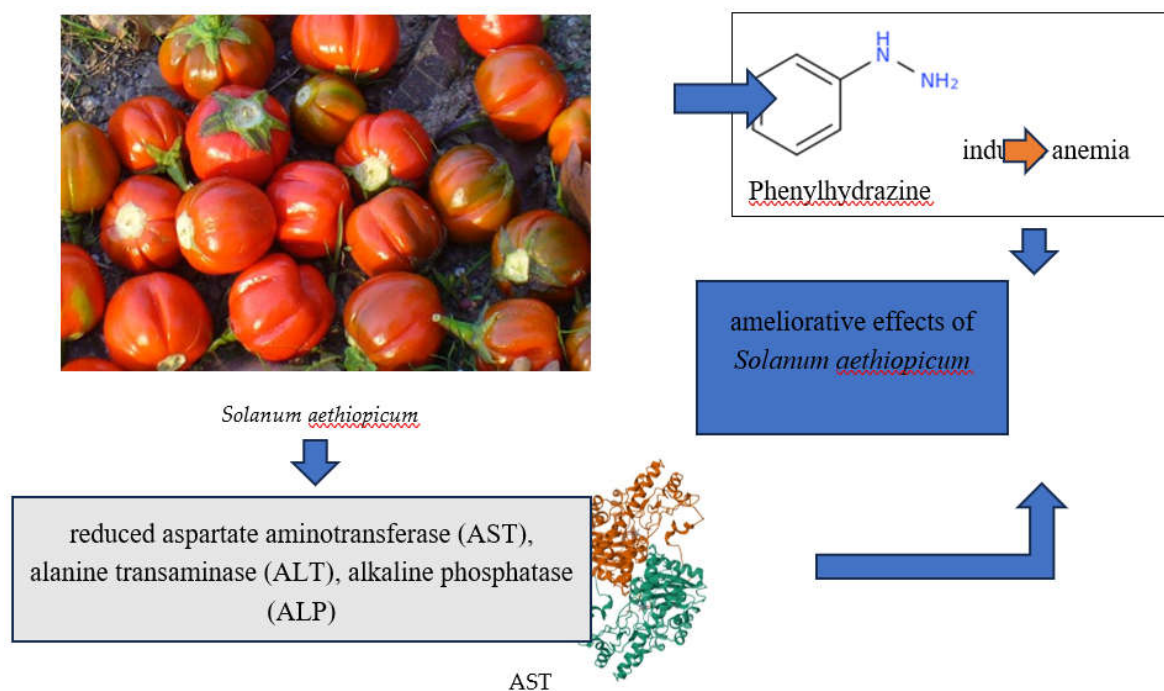 H
N
NH₂
indu anemia
Phenylhydrazine
ameliorative effects of
Solanum aethiopicum
Solanum aethiopicum
reduced aspartate aminotransferase (AST),
alanine transaminase (ALT), alkaline phosphatase
(ALP)
AST